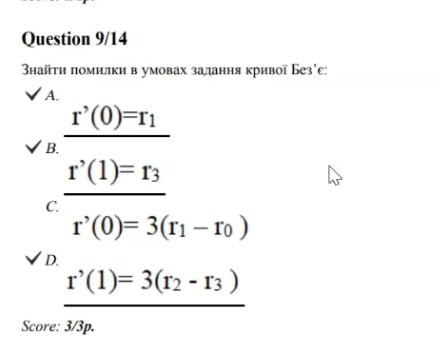 Question 9/14
Знайти помилки в умовах задання кривої Без’є:
A.
r’(0)=r₁
B.
r’(1)= r₃
C.
r’(0)= 3(r₁ – r₀ )
D.
r’(1)= 3(r₂ - r₃ )
Score: 3/3p.